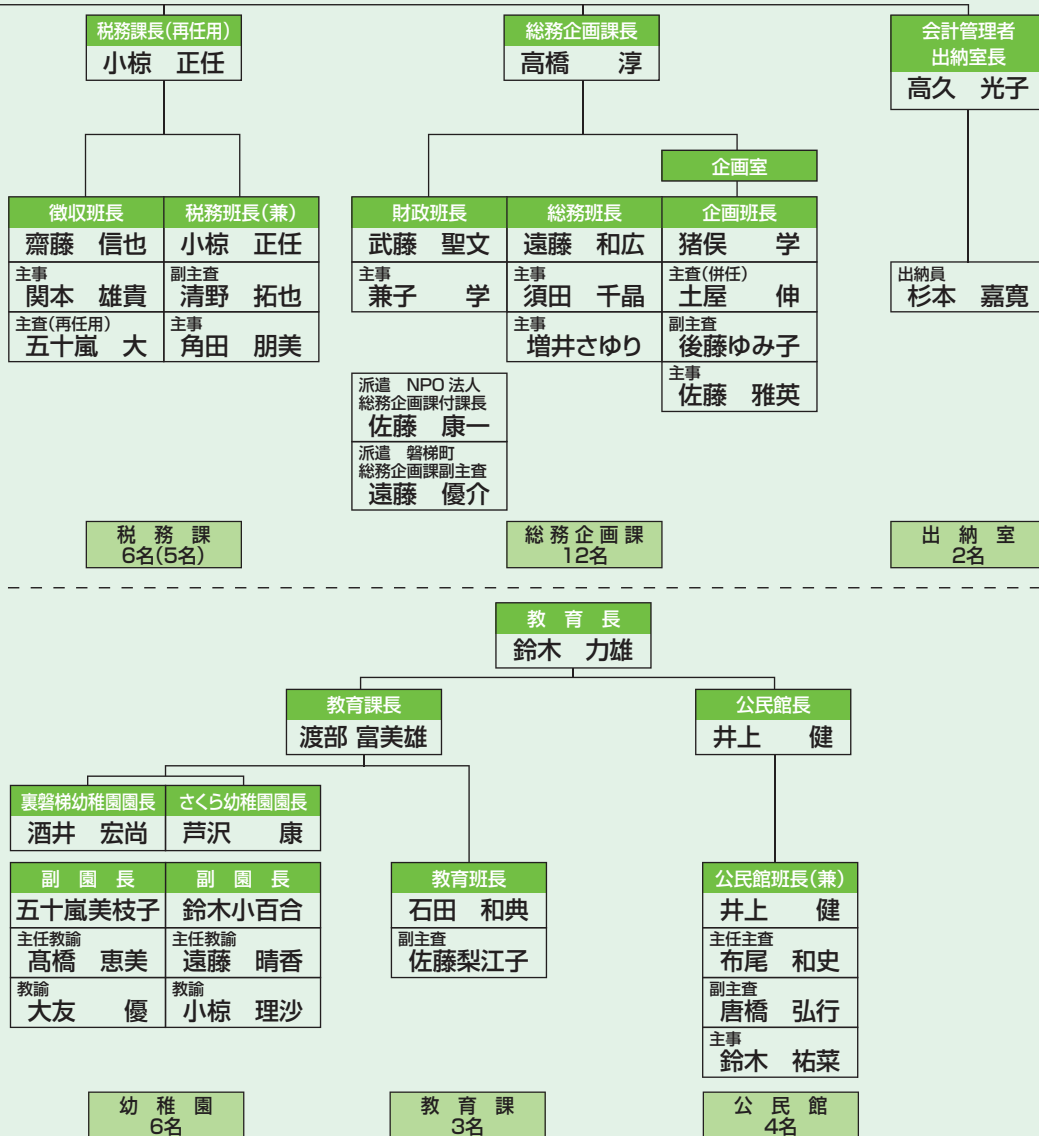 税務課長(再任用)
小椋　正任
総務企画課長
高橋　淳
会計管理者
出納室長
高久　光子
企画室
徴収班長
齋藤　信也
主事
関本　雄貴
主査(再任用)
五十嵐　大
税務班長(兼)
小椋　正任
副主査
清野　拓也
主事
角田　朋美
財政班長
武藤　聖文
主事
兼子　学
総務班長
遠藤　和広
主事
須田　千晶
主事
増井さゆり
企画班長
猪俣　学
主査(併任)
土屋　伸
副主査
後藤ゆみ子
主事
佐藤　雅英
出納員
杉本　嘉寛
派遣　NPO法人
総務企画課付課長
佐藤　康一
派遣　磐梯町
総務企画課副主査
遠藤　優介
税　務　課
6名(5名)
総務企画課
12名
出　納　室
2名
教　育　長
鈴木　力雄
教育課長
渡部 富美雄
公民館長
井上　健
裏磐梯幼稚園園長
酒井　宏尚
さくら幼稚園園長
芦沢　康
副　園　長
五十嵐美枝子
主任教諭
髙橋　恵美
教諭
大友　優
副　園　長
鈴木小百合
主任教諭
遠藤　晴香
教諭
小椋　理沙
教育班長
石田　和典
副主査
佐藤梨江子
公民館班長(兼)
井上　健
主任主査
布尾　和史
副主査
唐橋　弘行
主事
鈴木　祐菜
幼　稚　園
6名
教　育　課
3名
公　民　館
4名